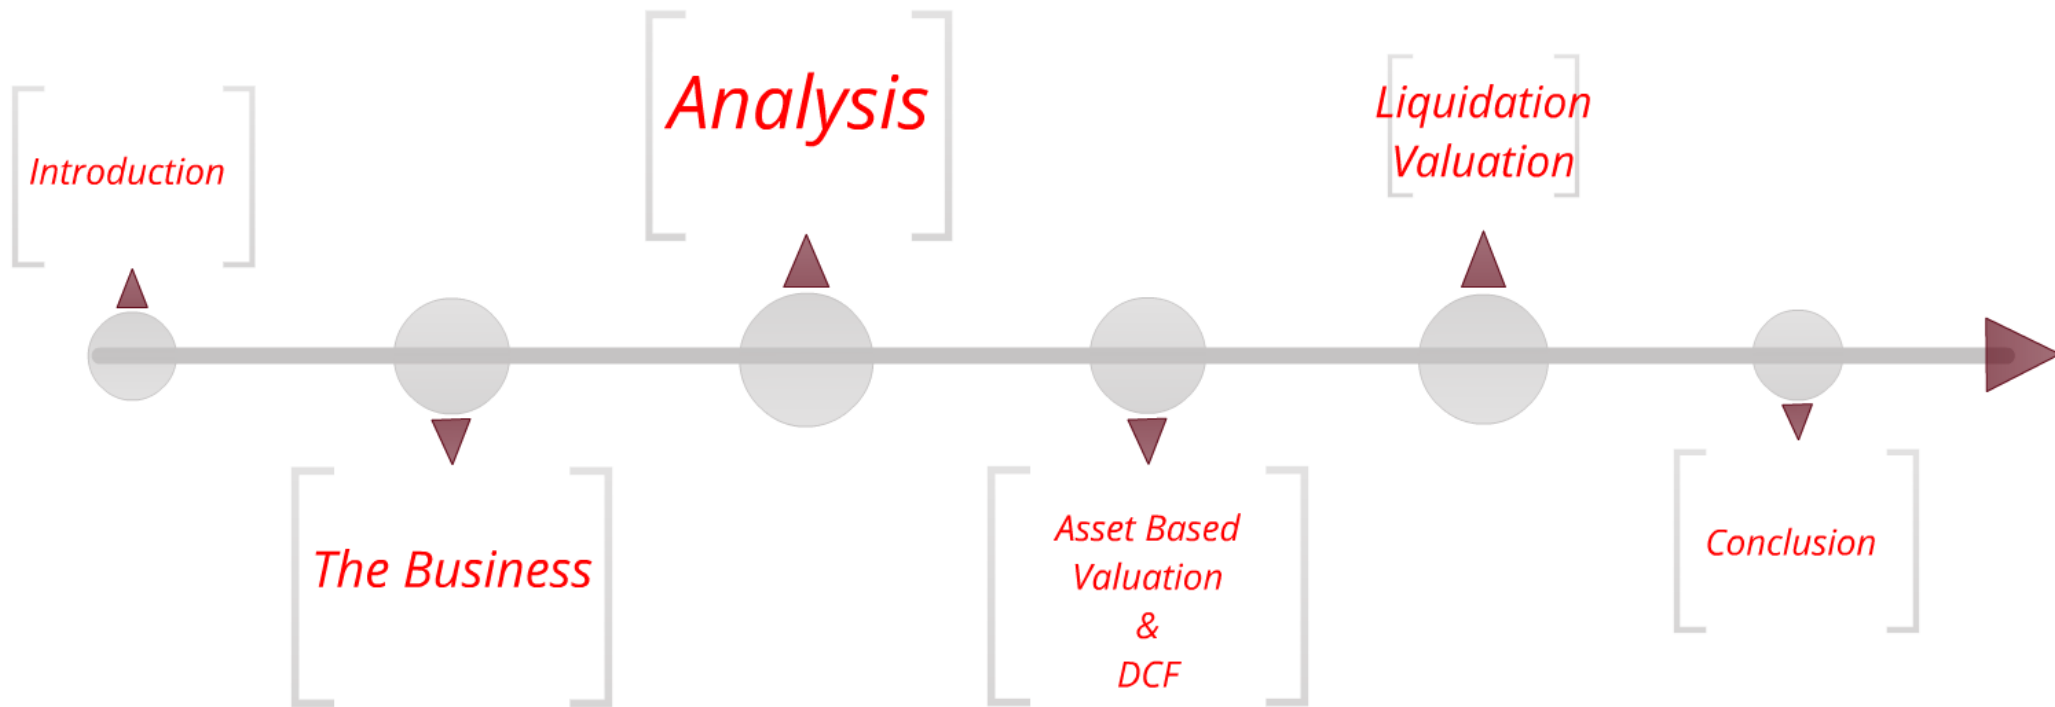 Introduction
The Business
Analysis
Asset Based
Valuation
&
DCF
Liquidation
Valuation
Conclusion